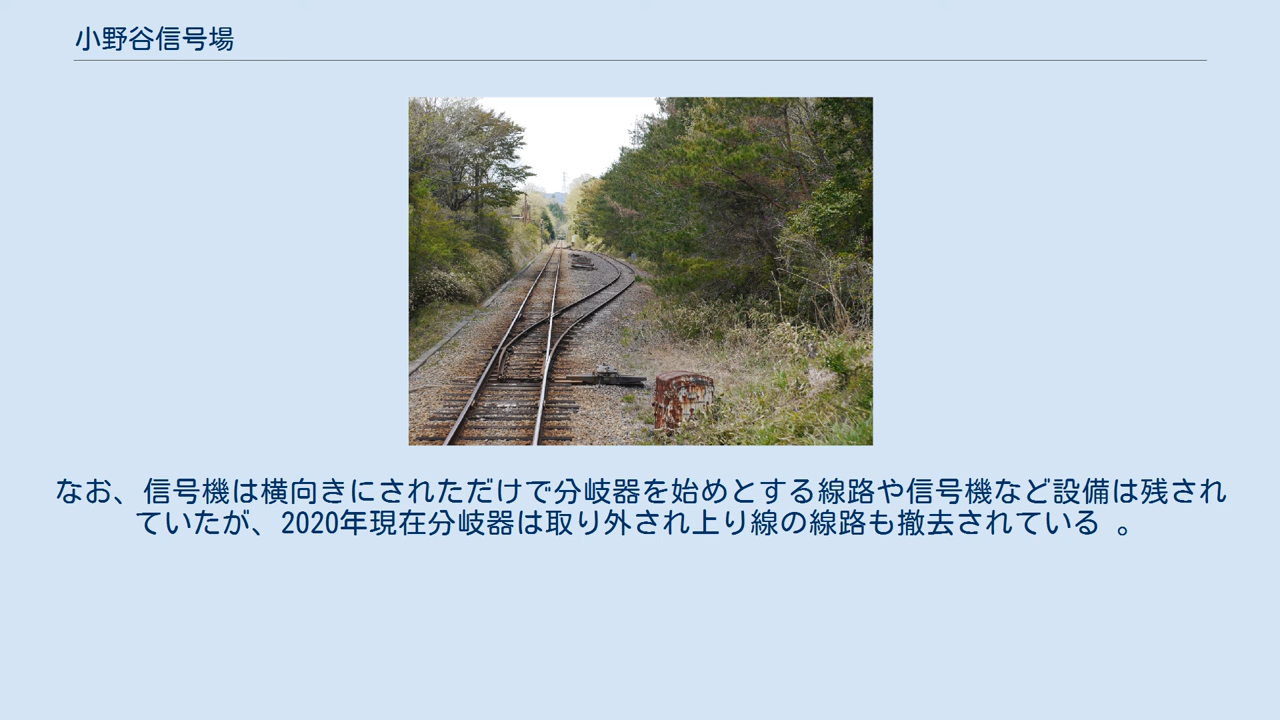 小野谷信号場
なお、信号機は横向きにされただけで分岐器を始めとする線路や信号機など設備は残され
ていたが、2020年現在分岐器は取り外され上り線の線路も撤去されている 。